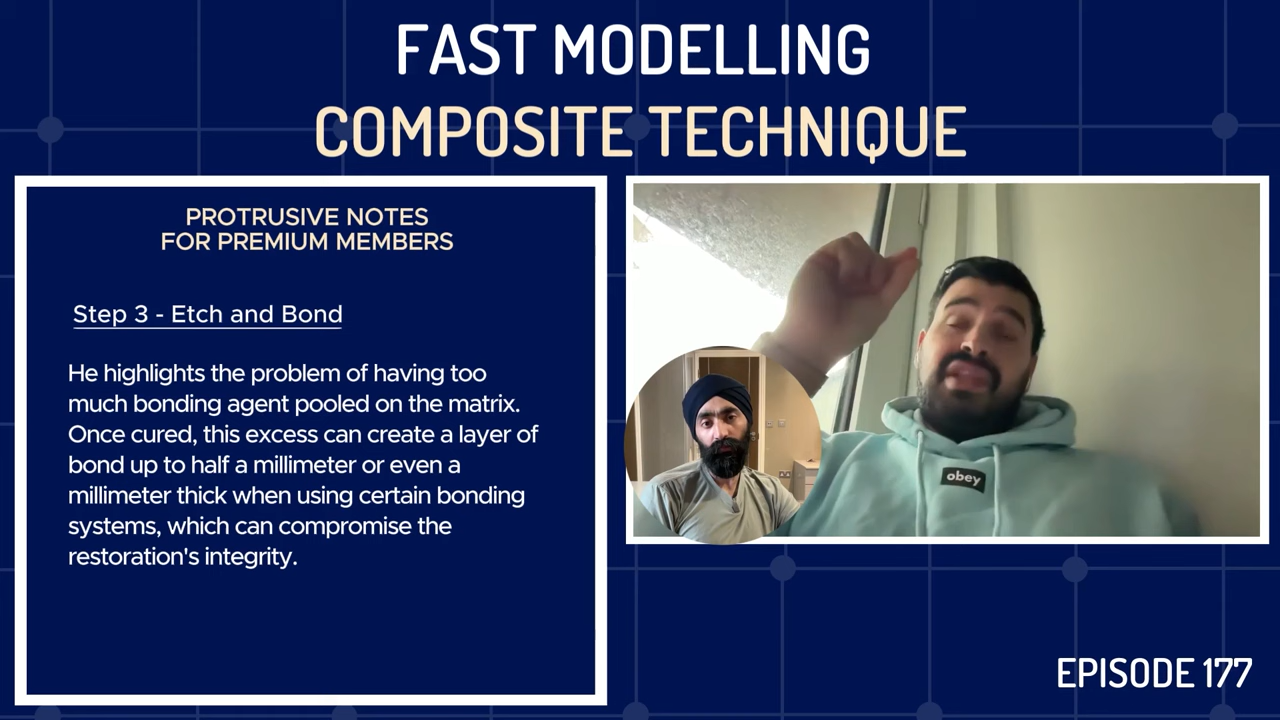 FAST MODELLING
COMPOSITE TECHNIQUE
PROTRUSIVE NOTES
FOR PREMIUM MEMBERS
Step 3 - Etch and Bond
He highlights the problem of having too
much bonding agent pooled on the matrix.
Once cured, this excess can create a layer of
bond up to half a millimeter or even a
millimeter thick when using certain bonding
systems, which can compromise the
restoration's integrity.
obey
EPISODE 177